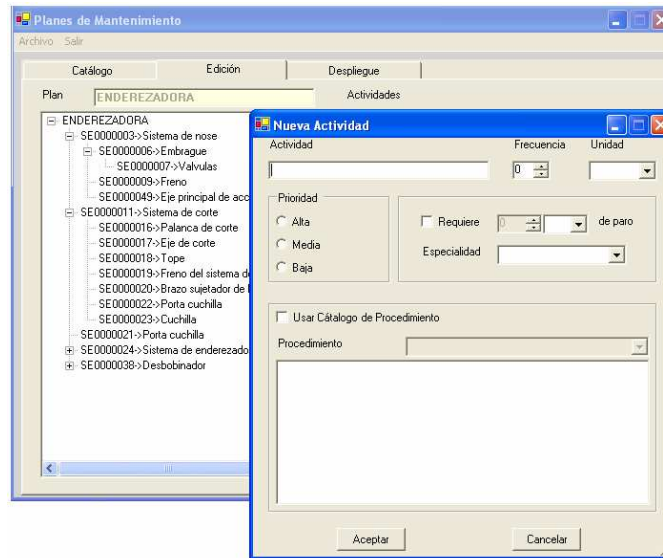 Planes de Mantenimiento
Archivo Salir
Catálogo Edición Despliegue
Plan ENDEREZADORA Actividades
ENDEREZADORA
SE0000003->Sistema de nose
SE0000006->Embrague
SE0000007->Valvulas
SE0000009->Freno
SE0000049->Eje principal de acc
SE0000011->Sistema de corte
SE0000016->Palanca de corte
SE0000017->Eje de corte
SE0000018->Tope
SE0000019->Freno del sistema d
SE0000020->Brazo sujetador de
SE0000022->Porta cuchilla
SE0000023->Cuchilla
SE0000021->Porta cuchilla
SE0000024->Sistema de enderezado
SE0000038->Desbobinador
Nueva Actividad
Actividad Frecuencia Unidad
0
Prioridad
Alta
Media
Baja
Requiere 0 de paro
Especialidad
Usar Cátalogo de Procedimiento
Procedimiento
Aceptar Cancelar